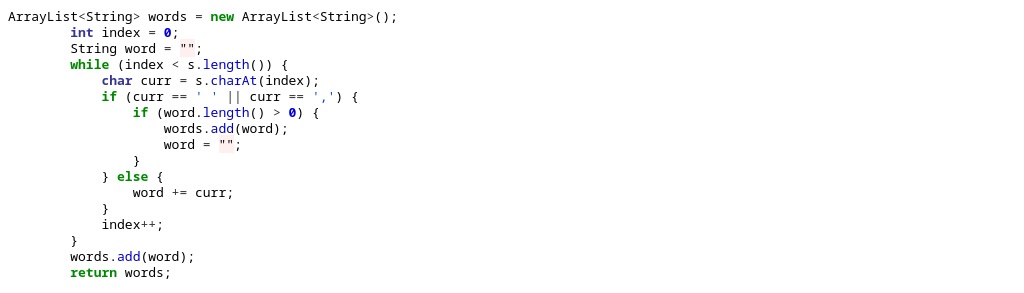 ArrayList<String> words = new ArrayList<String>();
        int index = 0;
        String word = "";
        while (index < s.length()) {
            char curr = s.charAt(index);
            if (curr == ' ' || curr == ',') {
                if (word.length() > 0) {
                    words.add(word);
                    word = "";
                }
            } else {
                word += curr;
            }
            index++;
        }
        words.add(word);
        return words;